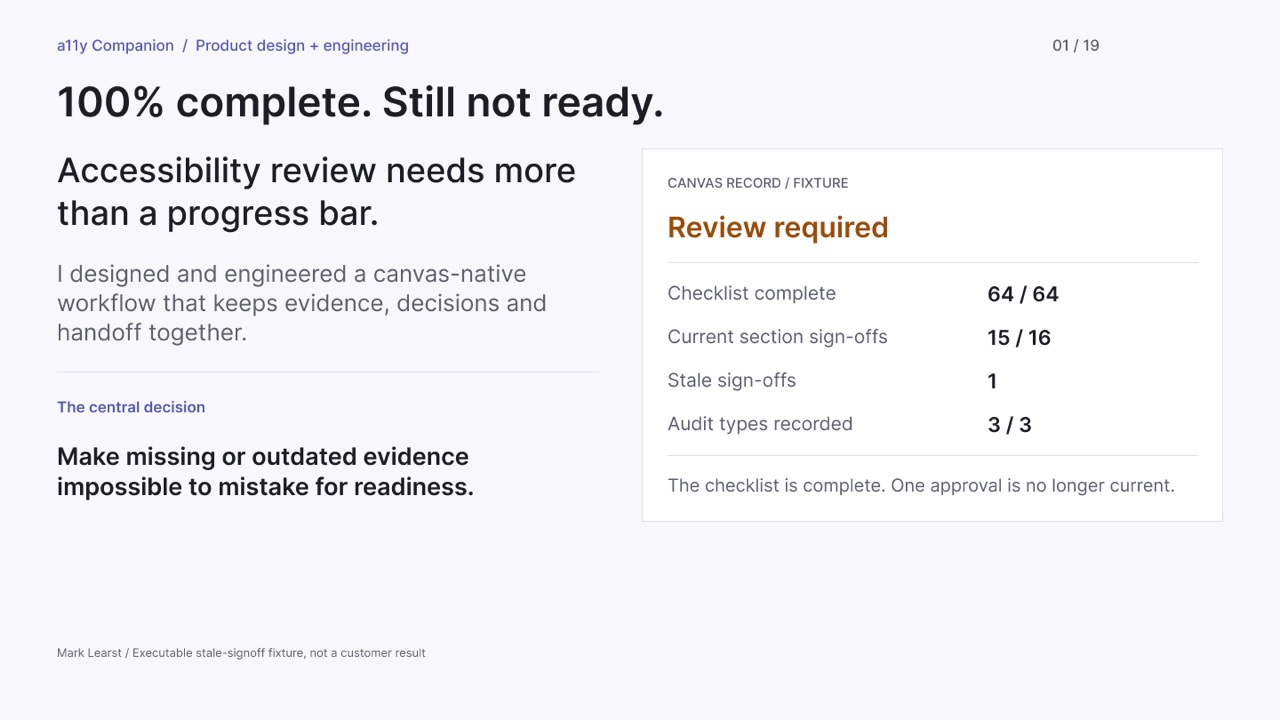 a11y Companion / Product design + engineering
01 / 19
100% complete. Still not ready.
Accessibility review needs more
than a progress bar.
I designed and engineered a canvas-native
workflow that keeps evidence, decisions and
handoff together.
The central decision
Make missing or outdated evidence
impossible to mistake for readiness.
CANVAS RECORD / FIXTURE
Review required
Checklist complete 64 / 64
Current section sign-offs 15 / 16
Stale sign-offs 1
Audit types recorded 3 / 3
The checklist is complete. One approval is no longer current.
Mark Learst / Executable stale-signoff fixture, not a customer result